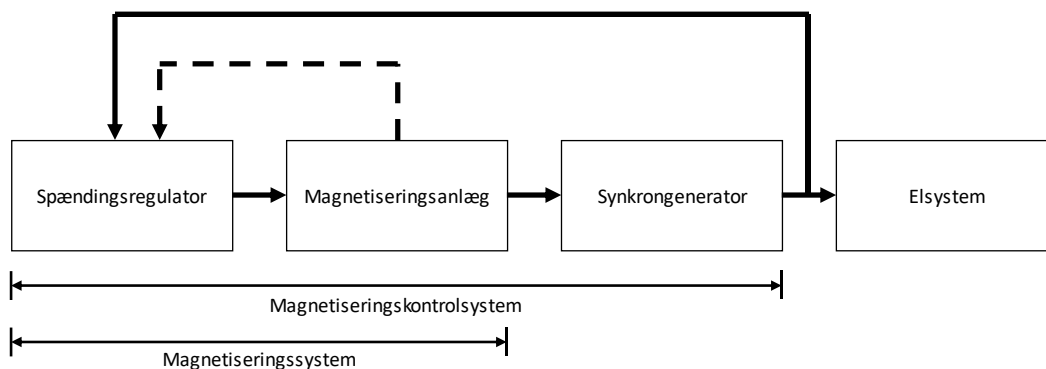 Spændingsregulator
Magnetiseringsanlæg
Synkrongenerator
Elsystem
Magnetiseringskontrolsystem
Magnetiseringssystem